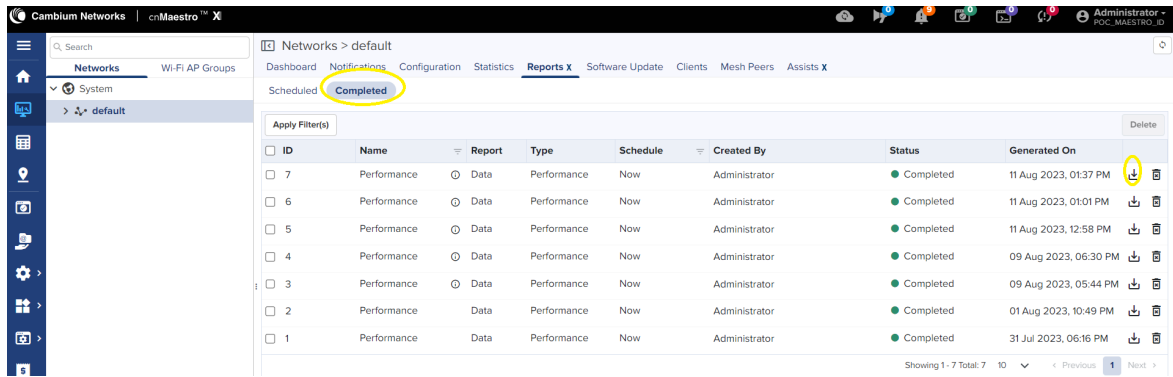 Cambium Networks | cnMaestro™ X
0 9 0 0 0 Administrator
POC_MAESTRO_ID
Search
Networks Wi-Fi AP Groups
System
default
Networks > default
Dashboard Notifications Configuration Statistics Reports X Software Update Clients Mesh Peers Assists X
Scheduled Completed
Apply Filter(s) Delete
ID Name Report Type Schedule Created By Status Generated On
7 Performance Data Performance Now Administrator Completed 11 Aug 2023, 01:37 PM
6 Performance Data Performance Now Administrator Completed 11 Aug 2023, 01:01 PM
5 Performance Data Performance Now Administrator Completed 11 Aug 2023, 12:58 PM
4 Performance Data Performance Now Administrator Completed 09 Aug 2023, 06:30 PM
3 Performance Data Performance Now Administrator Completed 09 Aug 2023, 05:44 PM
2 Performance Data Performance Now Administrator Completed 01 Aug 2023, 10:49 PM
1 Performance Data Performance Now Administrator Completed 31 Jul 2023, 06:16 PM
Showing 1 - 7 Total: 7 10 < Previous 1 Next >